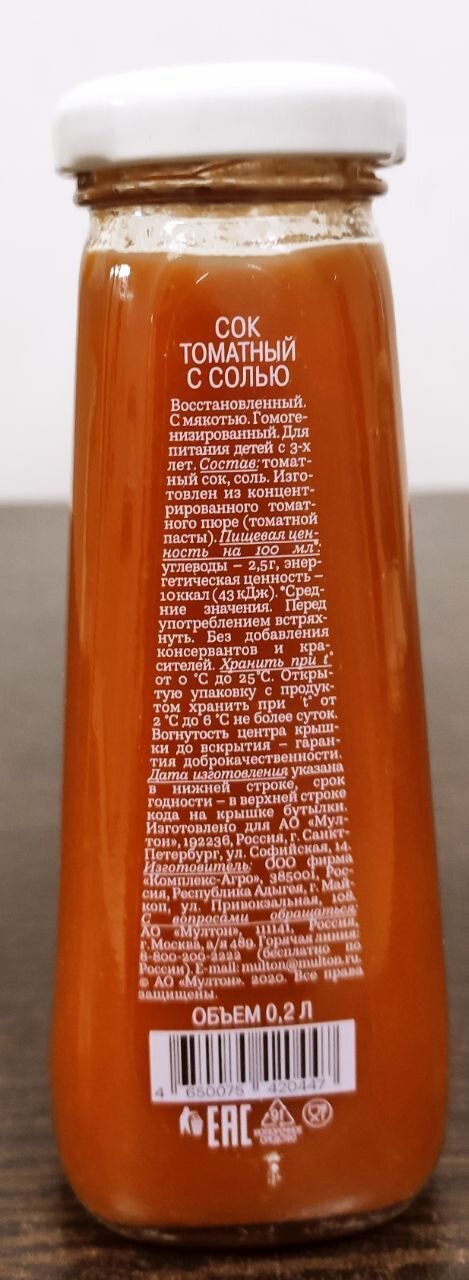 СОК
ТОМАТНЫЙ
С СОЛЬЮ
Восстановленный.
С мякотью. Гомоге-
низированный. Для
питания детей с 3-х
лет. Состав: томат-
ный сок, соль. Изго-
товлен из концент-
рированного томат-
ного пюре (томатной
пасты). Пищевая цен-
ность на 100 мл*:
углеводы – 2,5г, энер-
гетическая ценность –
10ккал (43 кДж). *Сред-
ние значения. Перед
употреблением встрях-
нуть. Без добавления
консервантов и кра-
сителей. Хранить при t°
от 0 °C до 25°C. Откры-
тую упаковку с продук-
том хранить при t° от
2 °C до 6 °C не более суток.
Вогнутость центра крыш-
ки до вскрытия – гаран-
тия доброкачественности.
Дата изготовления указана
в нижней строке, срок
годности – в верхней строке
кода на крышке бутылки.
Изготовлено для АО «Мул-
тон», 192236, Россия, г. Санкт-
Петербург, ул. Софийская, 14.
Изготовитель: ООО фирма
«Комплекс-Агро», 385001, Рос-
сия, Республика Адыгея, г. Май-
коп, ул. Привокзальная, 108.
С вопросами обращаться:
АО «Мултон», 111141, Россия,
г. Москва, а/я 489. Горячая линия:
8-800-200-2222 (бесплатно по
России). E-mail: multon@multon.ru.
© АО «Мултон». 2020. Все права
защищены.
ОБЪЕМ 0,2 Л
4 650075 420447
EAC